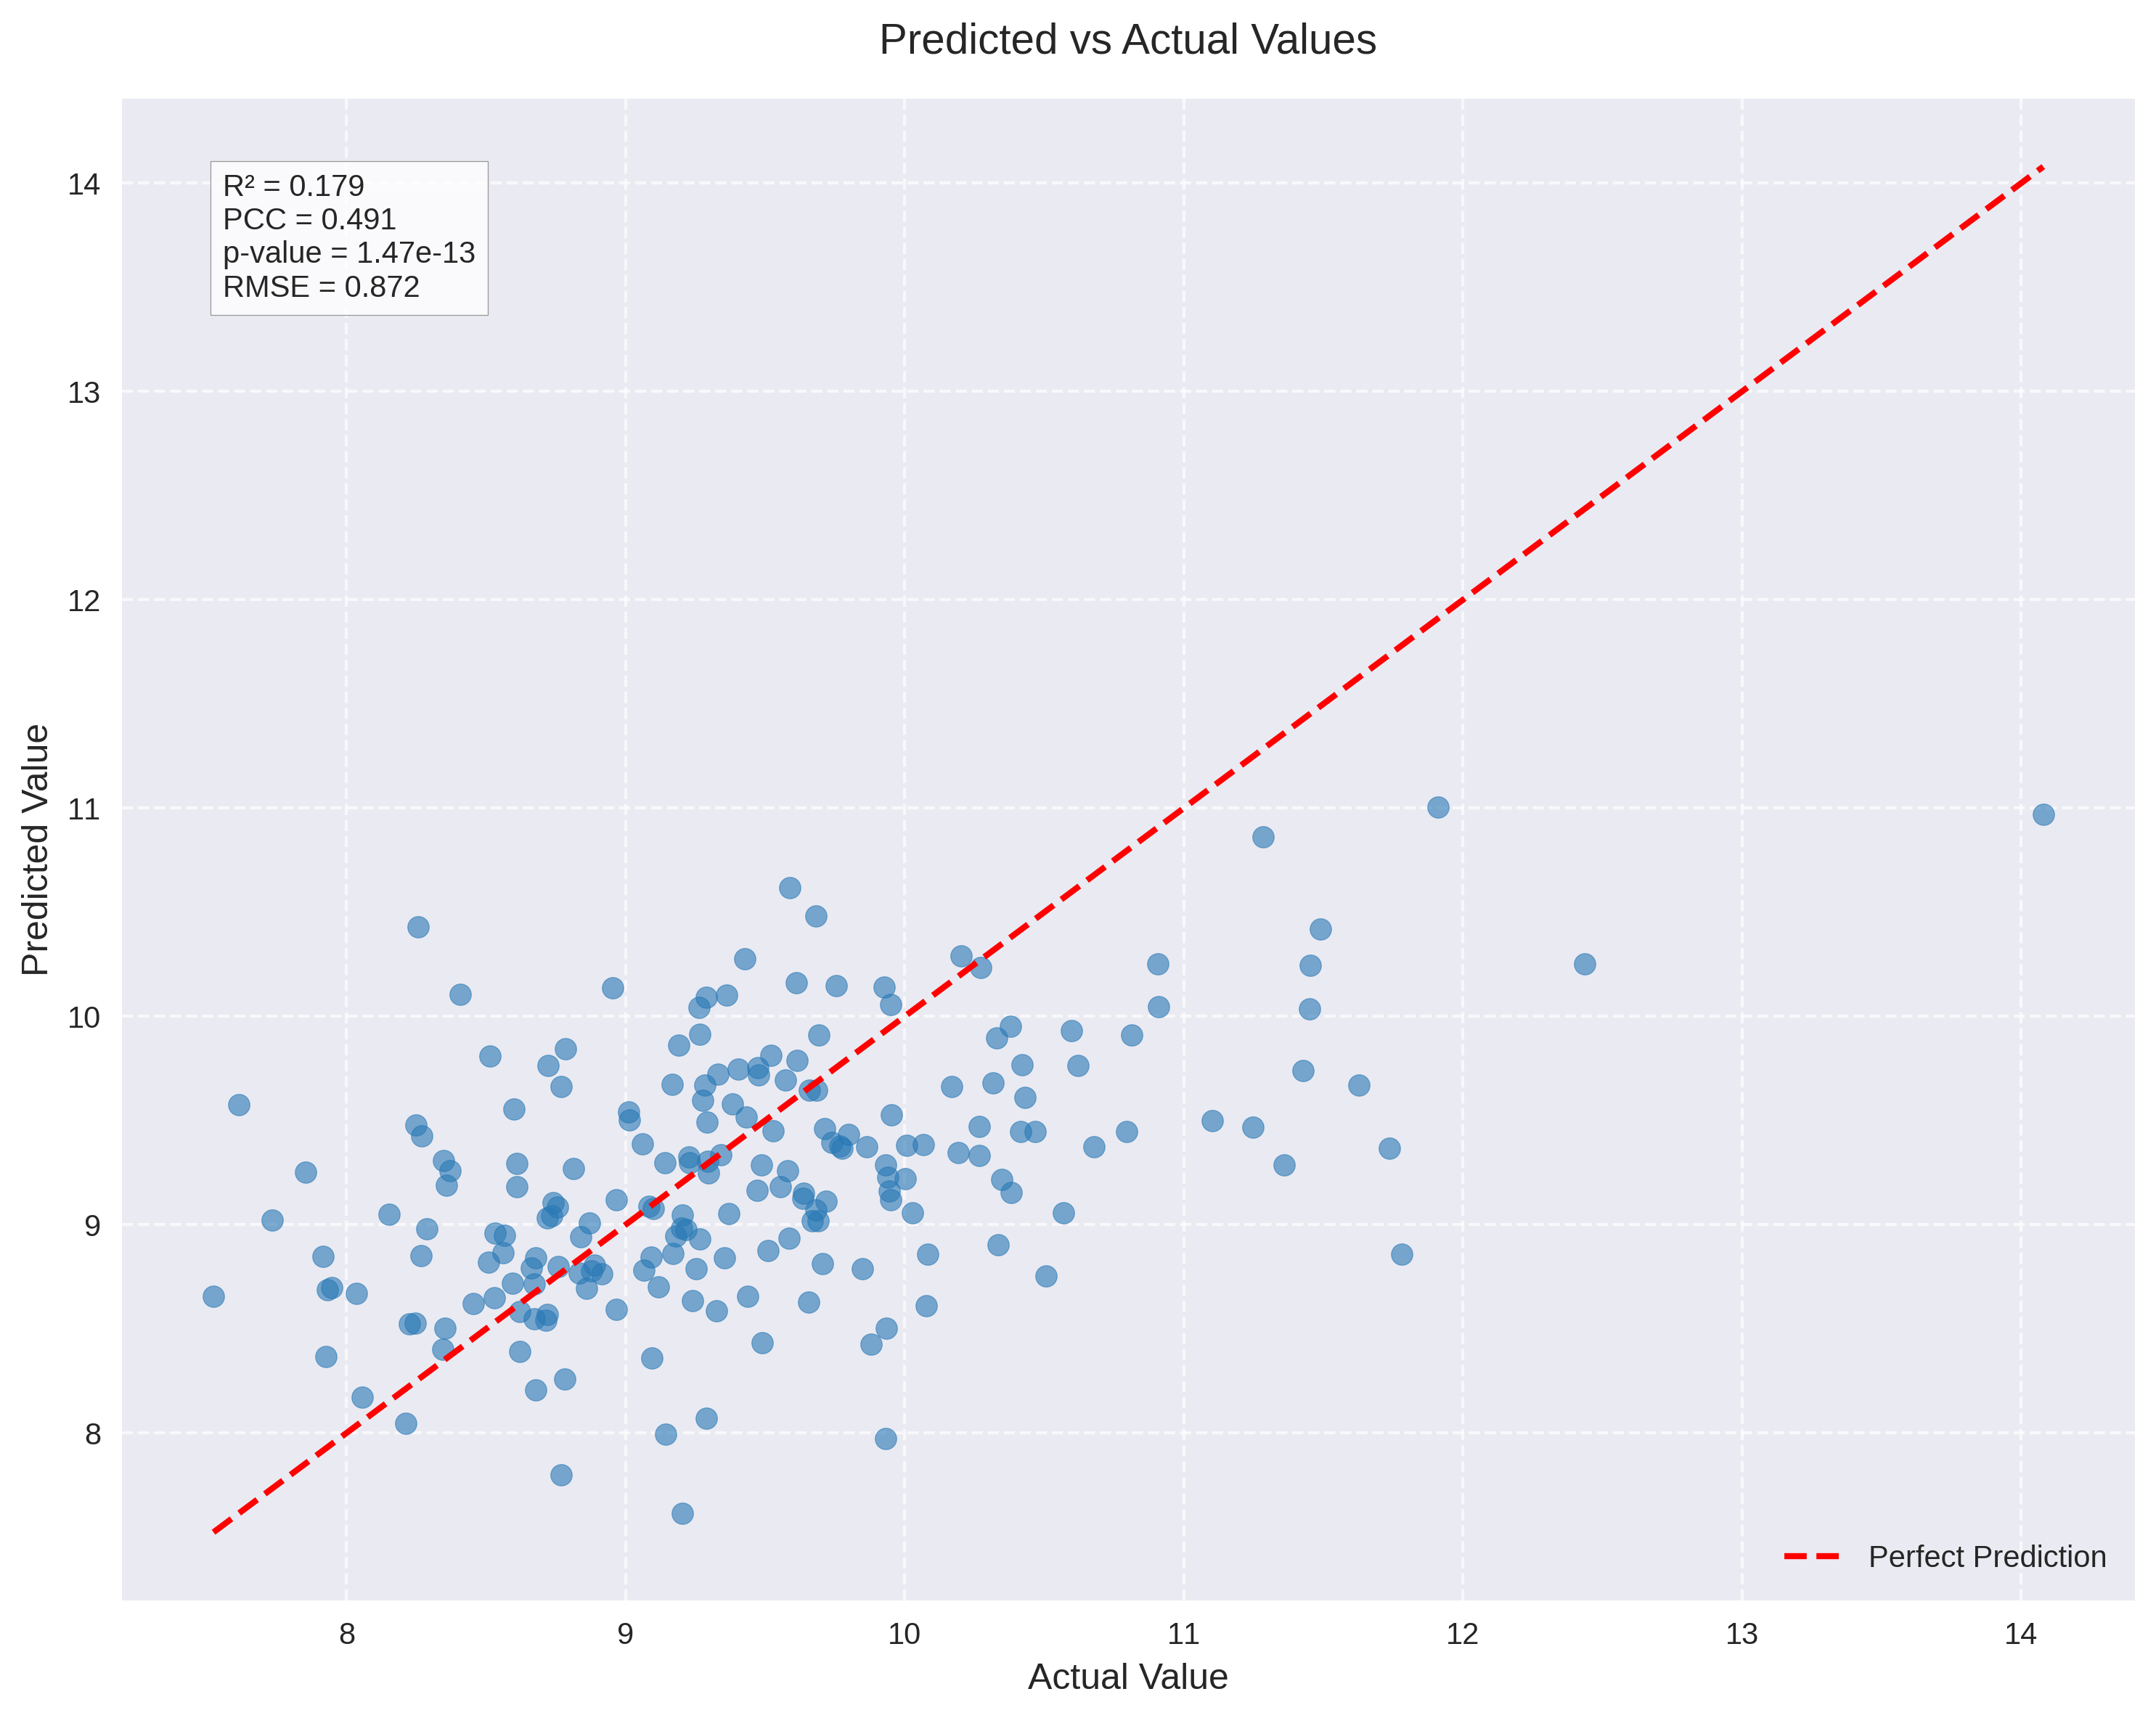 Predicted vs Actual Values
R² = 0.179
PCC = 0.491
p-value = 1.47e-13
RMSE = 0.872
14
13
12
11
10
9
8
Predicted Value
Perfect Prediction
8 9 10 11 12 13 14
Actual Value